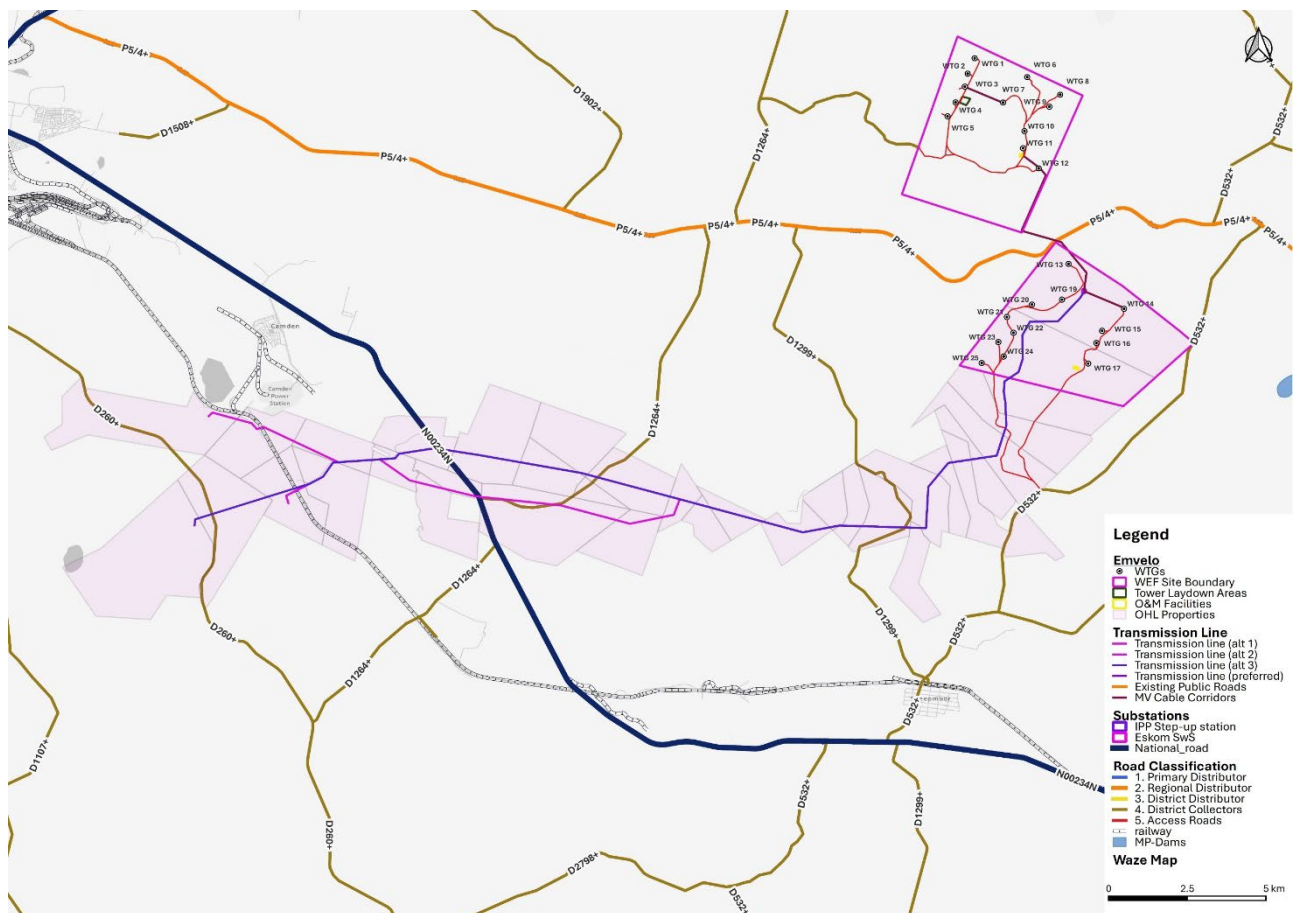 P5/4+
D1508+
D1902+
P5/4+
D1264+
D532+
D532+
WTG 1
WTG 2
WTG 3
WTG 4
WTG 5
WTG 6
WTG 7
WTG 8
WTG 9
WTG 10
WTG 11
WTG 12
P5/4+
P5/4+
P5/4+
P5/4+
P5/4+
P5/4+
P5/4+
WTG 13
WTG 14
WTG 15
WTG 16
WTG 17
WTG 19
WTG 20
WTG 21
WTG 22
WTG 23
WTG 24
WTG 25
D532+
Camden
Camden
Power
Station
D260+
N00234N
D1264+
D1299+
D532+
D1264+
D260+
D1264+
D1299+
D532+
D532+
D1107+
D260+
D2798+
D532+
D532+
D1299+
N00234N
Legend
Emvelo
WTGs
WEF Site Boundary
Tower Laydown Areas
O&M Facilities
OHL Properties
Transmission Line
Transmission line (alt 1)
Transmission line (alt 2)
Transmission line (alt 3)
Transmission line (preferred)
Existing Public Roads
MV Cable Corridors
Substations
IPP Step-up station
Eskom SwS
National_road
Road Classification
1. Primary Distributor
2. Regional Distributor
3. District Distributor
4. District Collectors
5. Access Roads
railway
MP-Dams
Waze Map
0 2.5 5 km